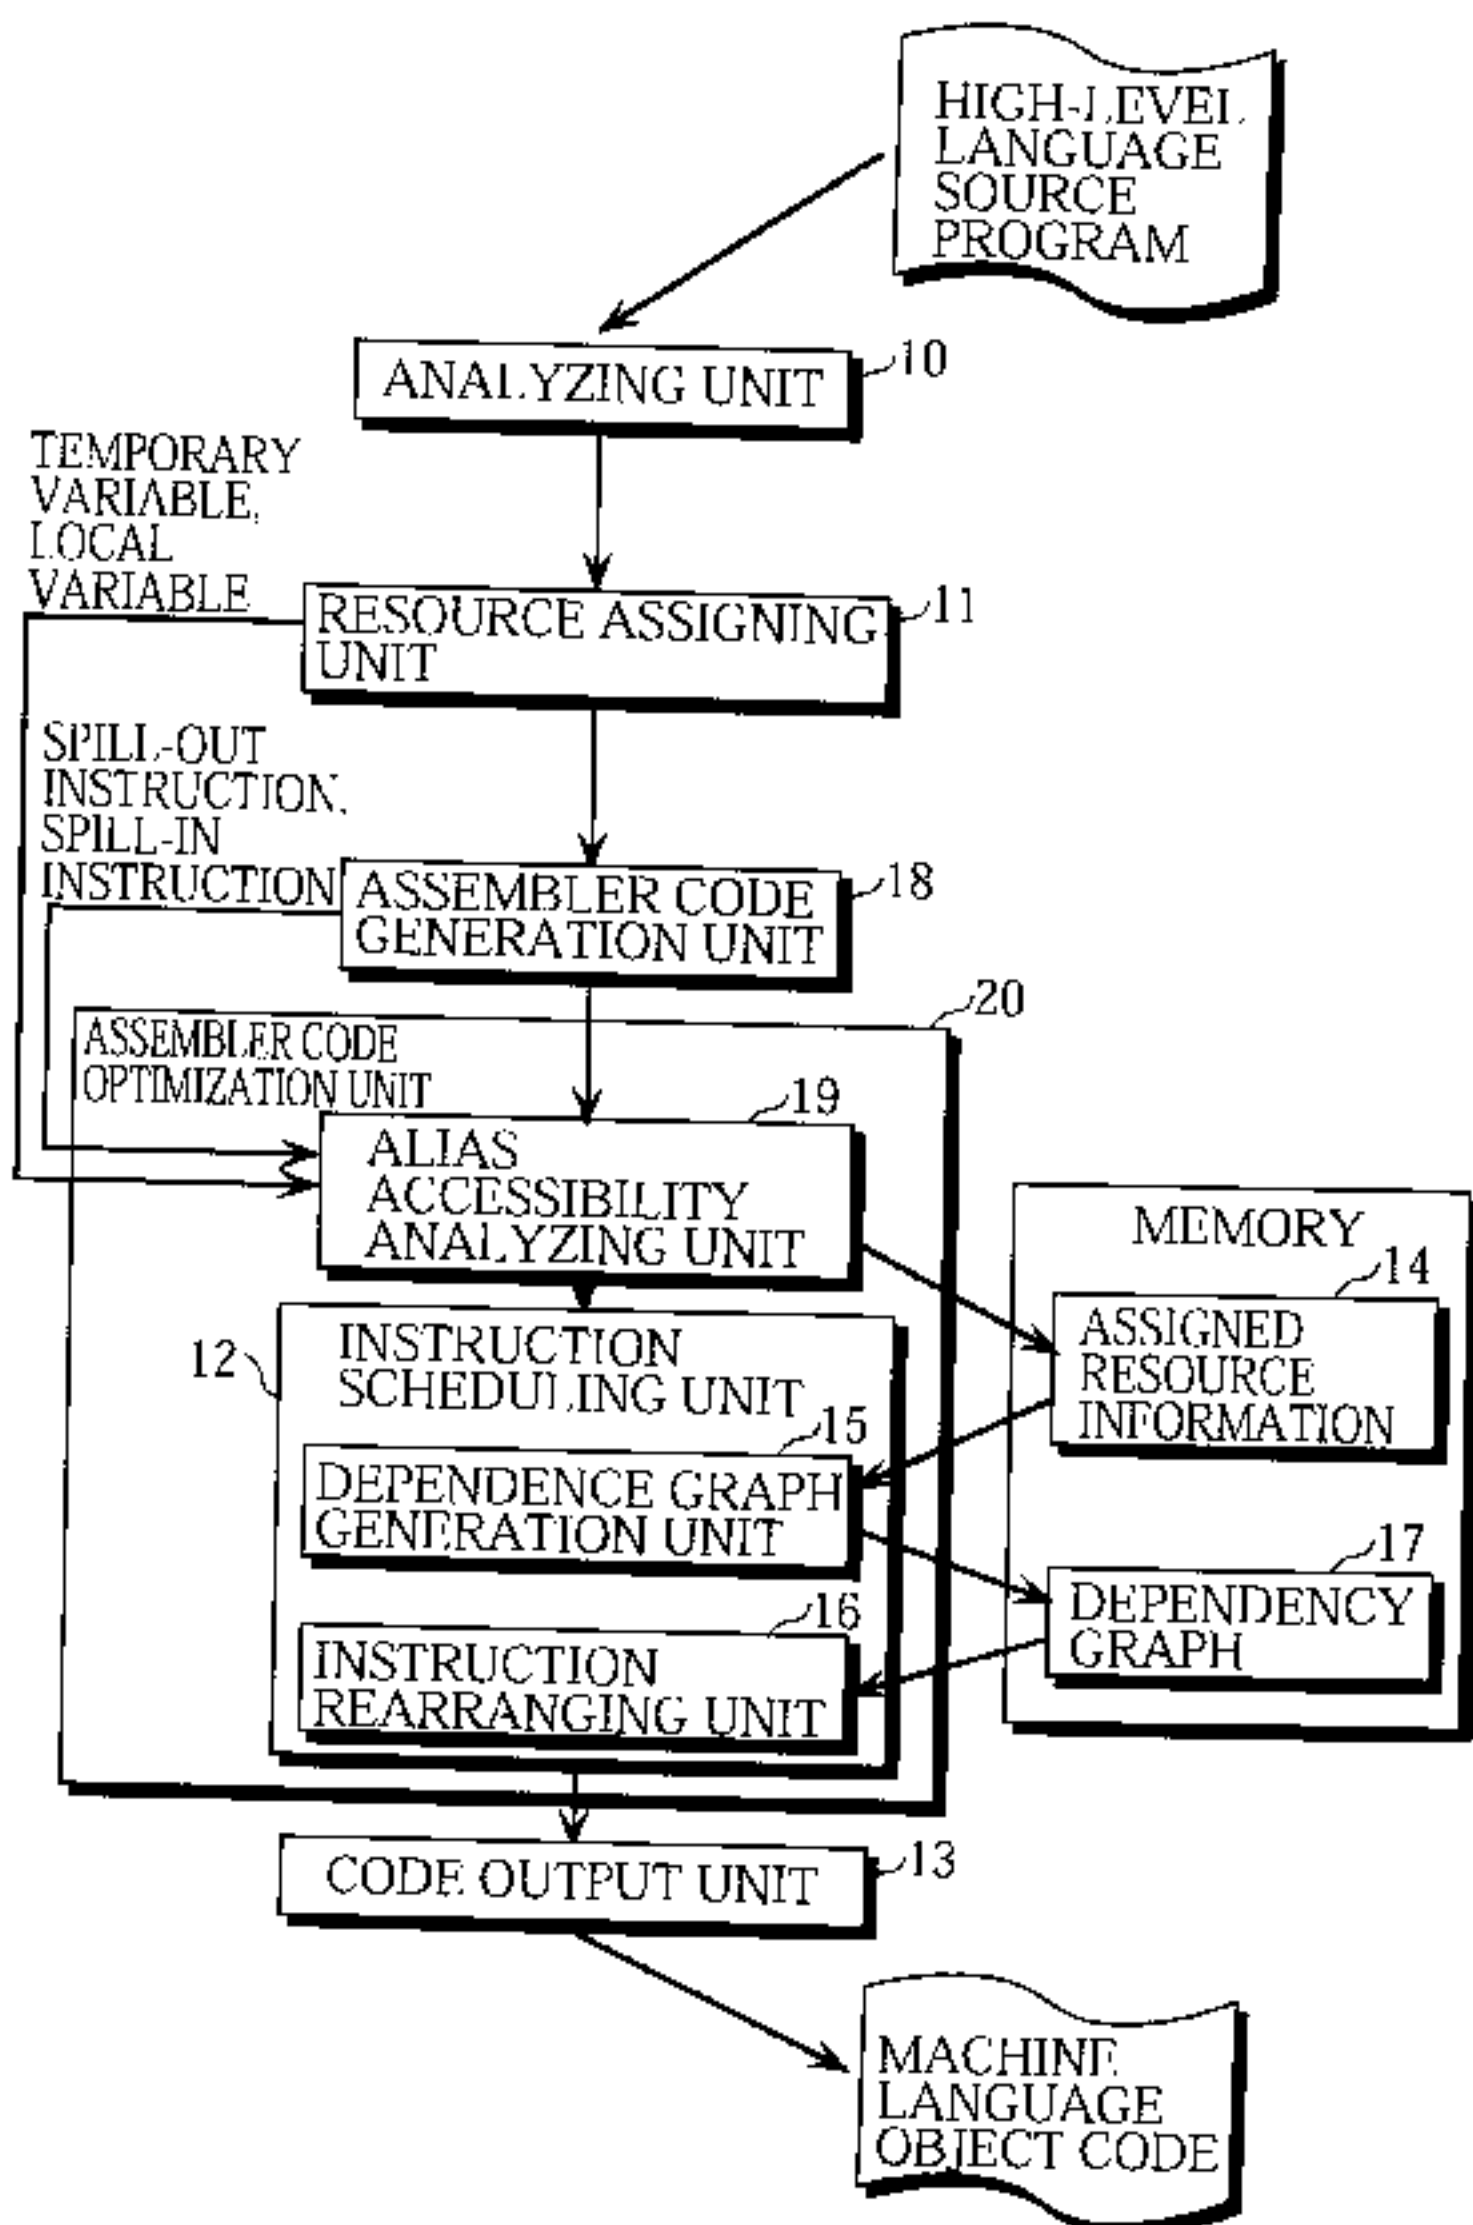 HIGH-LEVEL
LANGUAGE
SOURCE
PROGRAM
10
ANALYZING UNIT
TEMPORARY
VARIABLE,
LOCAL
VARIABLE
11
RESOURCE ASSIGNING
UNIT
SPILL-OUT
INSTRUCTION,
SPILL-IN
INSTRUCTION
18
ASSEMBLER CODE
GENERATION UNIT
20
ASSEMBLER CODE
OPTIMIZATION UNIT
19
ALIAS
ACCESSIBILITY
ANALYZING UNIT
MEMORY
14
ASSIGNED
RESOURCE
INFORMATION
12
INSTRUCTION
SCHEDULING UNIT
15
DEPENDENCE GRAPH
GENERATION UNIT
17
DEPENDENCY
GRAPH
16
INSTRUCTION
REARRANGING UNIT
13
CODE OUTPUT UNIT
MACHINE
LANGUAGE
OBJECT CODE